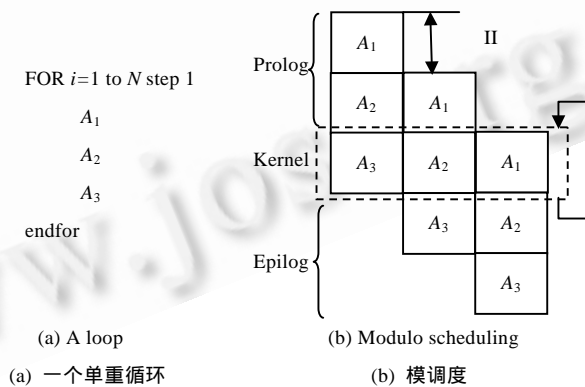 FOR i=1 to N step 1
A₁
A₂
A₃
endfor
(a) A loop
(a) 一个单重循环
Prolog
Kernel
Epilog
II
A₁
A₂ A₁
A₃ A₂ A₁
A₃ A₂
A₃
(b) Modulo scheduling
(b) 模调度